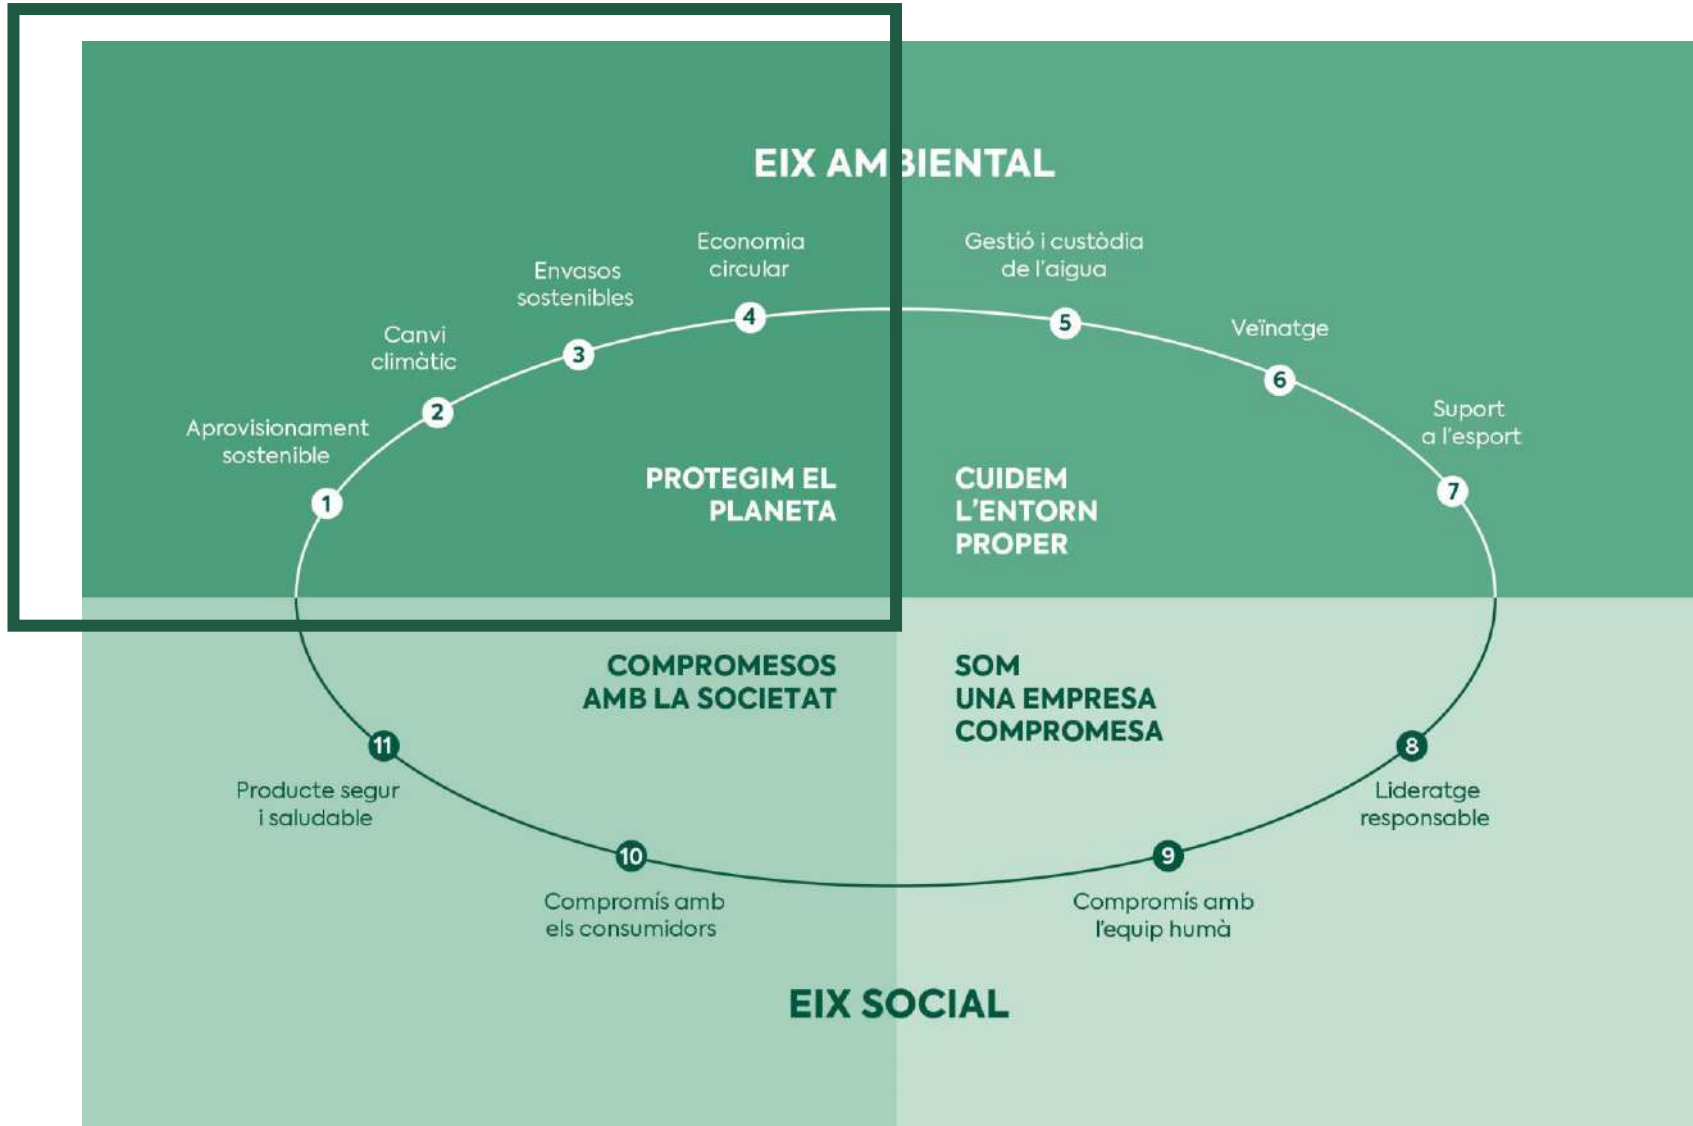 EIX AMBIENTAL
Economia
circular
Gestió i custòdia
de l'aigua
Envasos
sostenibles
Canvi
climàtic
Veïnatge
Aprovisionament
sostenible
Suport
a l'esport
4
5
3
6
2
7
1
PROTEGIM EL
PLANETA
CUIDEM
L'ENTORN
PROPER
COMPROMESOS
AMB LA SOCIETAT
SOM
UNA EMPRESA
COMPROMESA
11
8
Producte segur
i saludable
Lideratge
responsable
10
9
Compromís amb
els consumidors
Compromís amb
l'equip humà
EIX SOCIAL